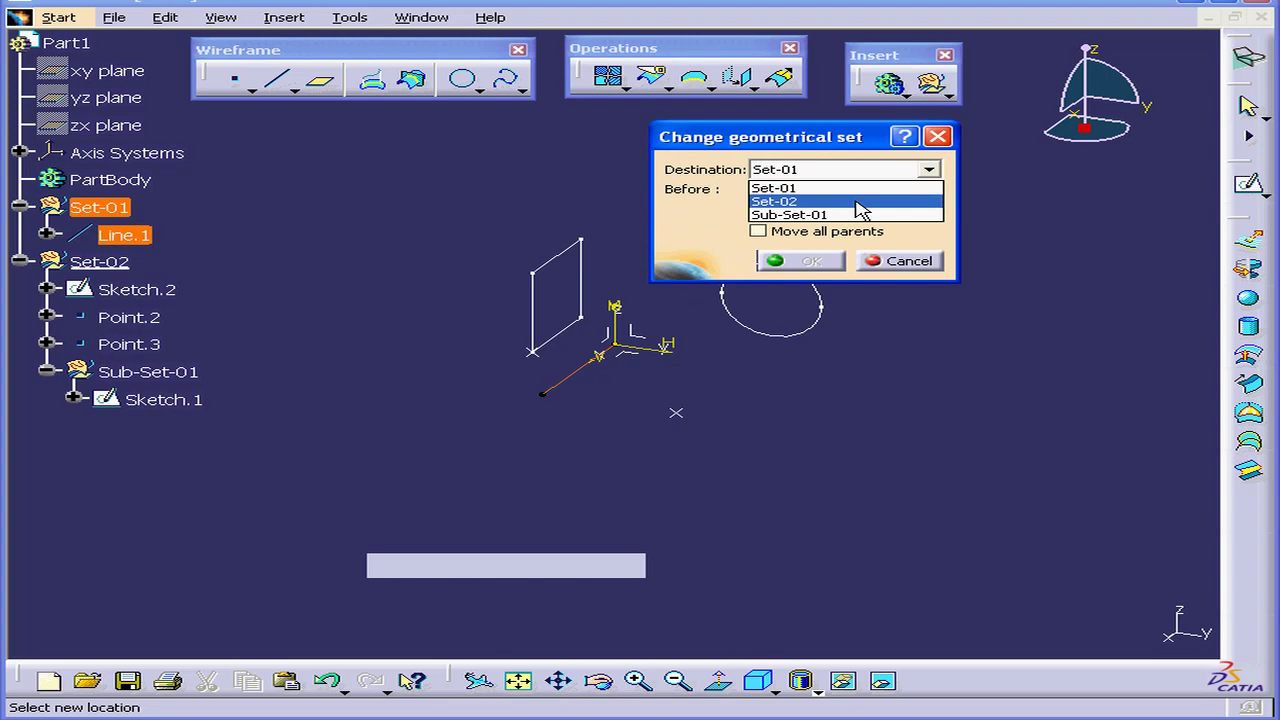 Start File Edit View Insert Tools Window Help
Part1
xy plane
yz plane
zx plane
Axis Systems
PartBody
Set-01
Line.1
Set-02
Sketch.2
Point.2
Point.3
Sub-Set-01
Sketch.1
Wireframe
Operations
Insert
Change geometrical set
Destination: Set-01
Before :
Set-01
Set-02
Sub-Set-01
Move all parents
OK Cancel
z
y
x
H
z
x y
Select new location
CATIA